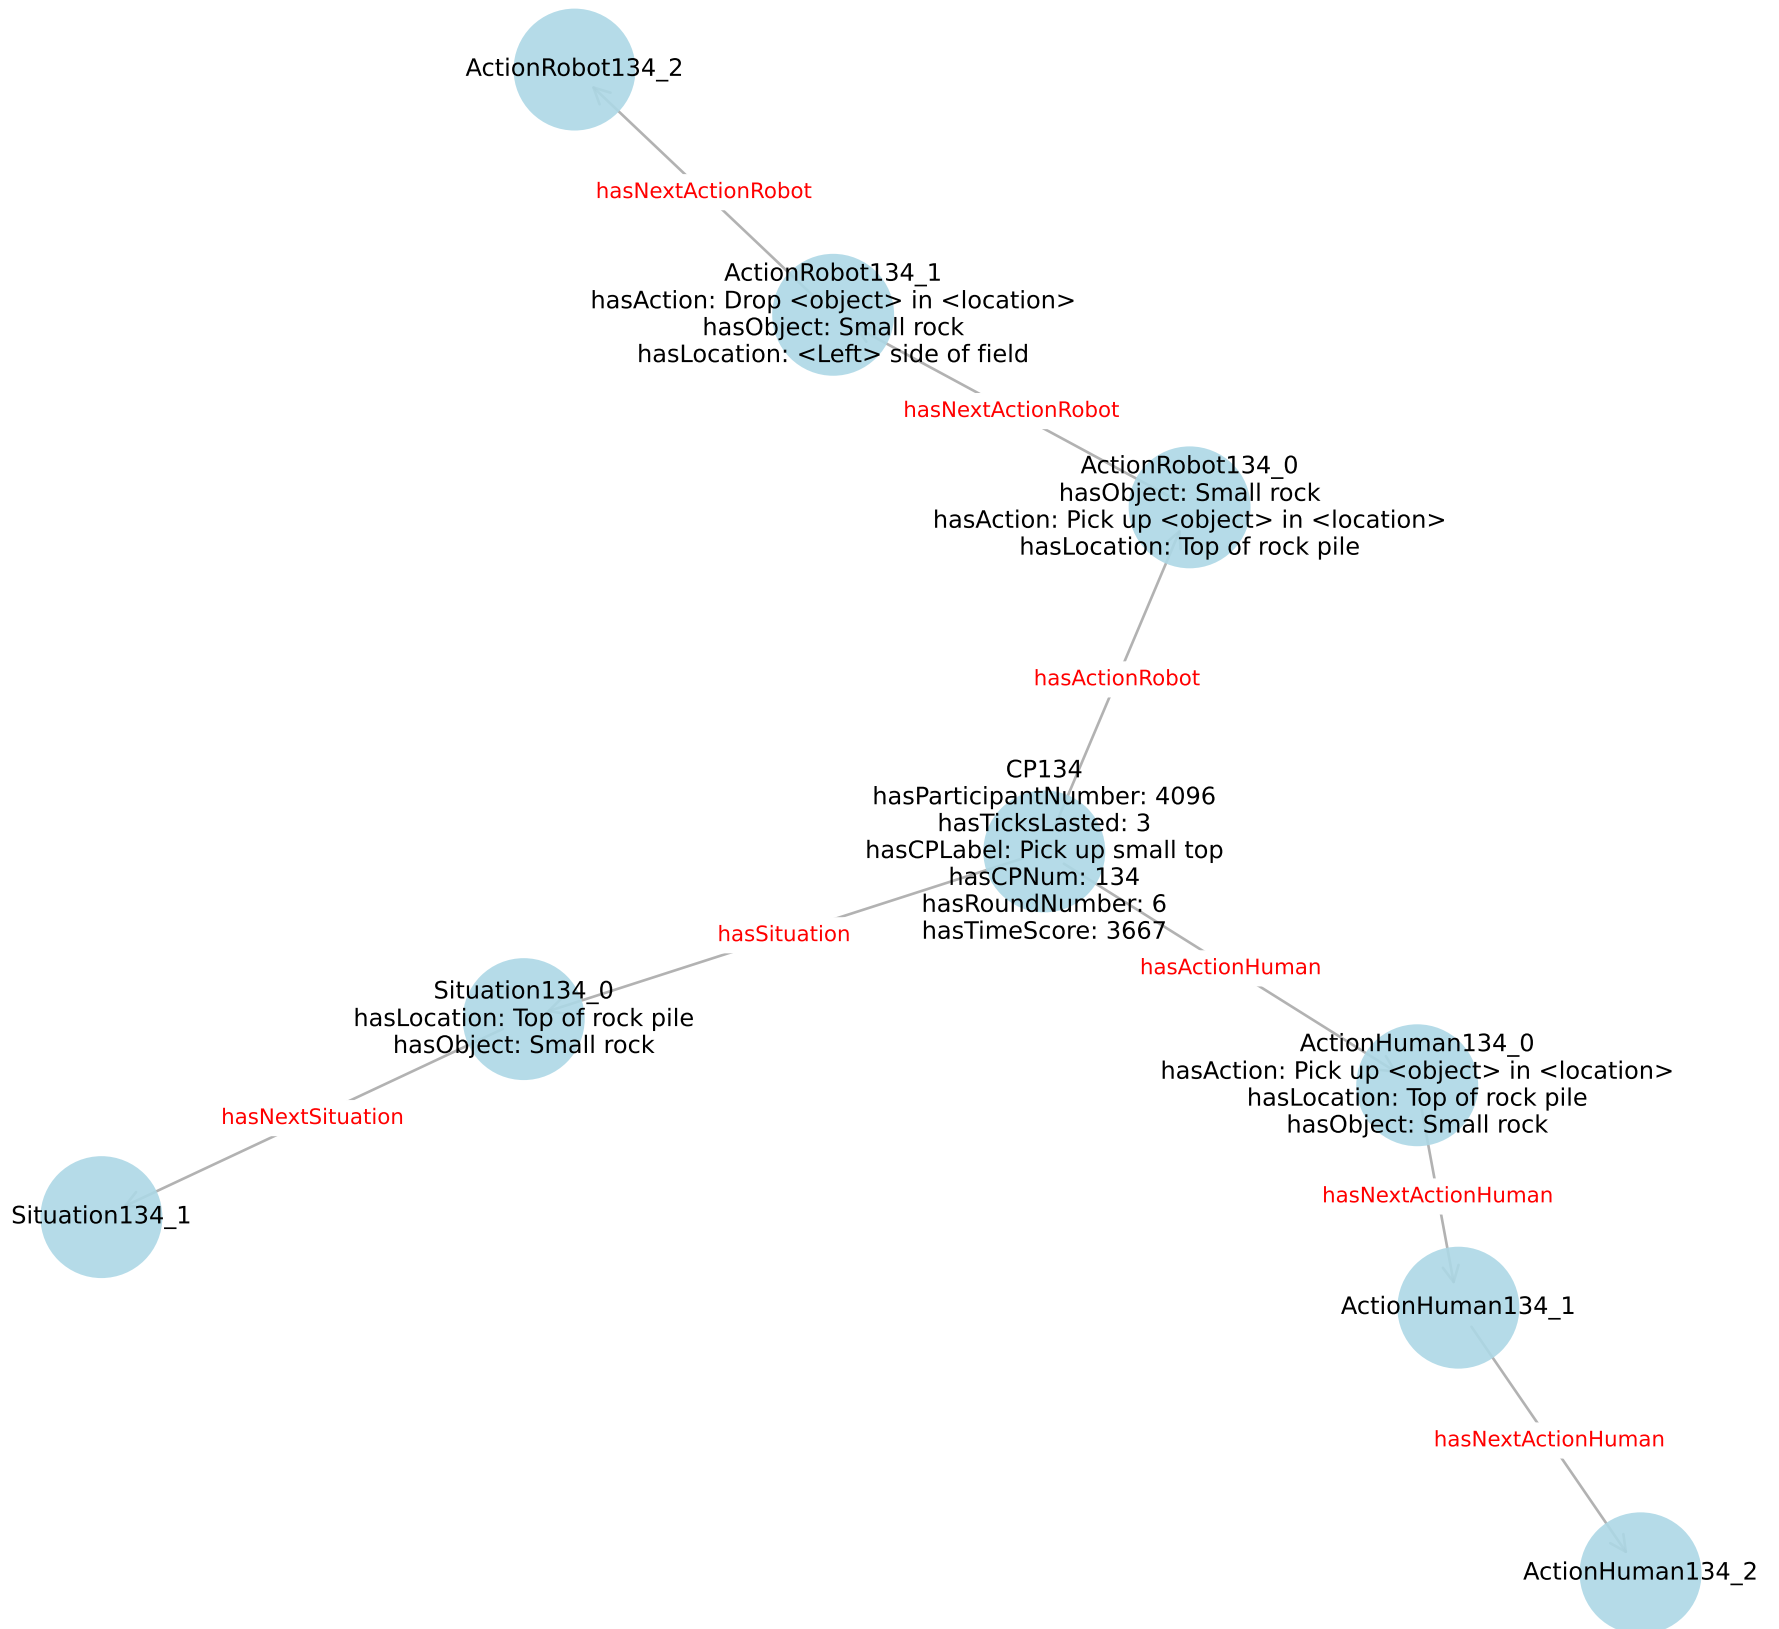 ActionRobot134_2
hasNextActionRobot
ActionRobot134_1
hasAction: Drop <object> in <location>
hasObject: Small rock
hasLocation: <Left> side of field
hasNextActionRobot
ActionRobot134_0
hasObject: Small rock
hasAction: Pick up <object> in <location>
hasLocation: Top of rock pile
hasActionRobot
CP134
hasParticipantNumber: 4096
hasTicksLasted: 3
hasCPLabel: Pick up small top
hasCPNum: 134
hasRoundNumber: 6
hasTimeScore: 3667
hasSituation
hasActionHuman
Situation134_0
hasLocation: Top of rock pile
hasObject: Small rock
ActionHuman134_0
hasAction: Pick up <object> in <location>
hasLocation: Top of rock pile
hasObject: Small rock
hasNextSituation
hasNextActionHuman
Situation134_1
ActionHuman134_1
hasNextActionHuman
ActionHuman134_2